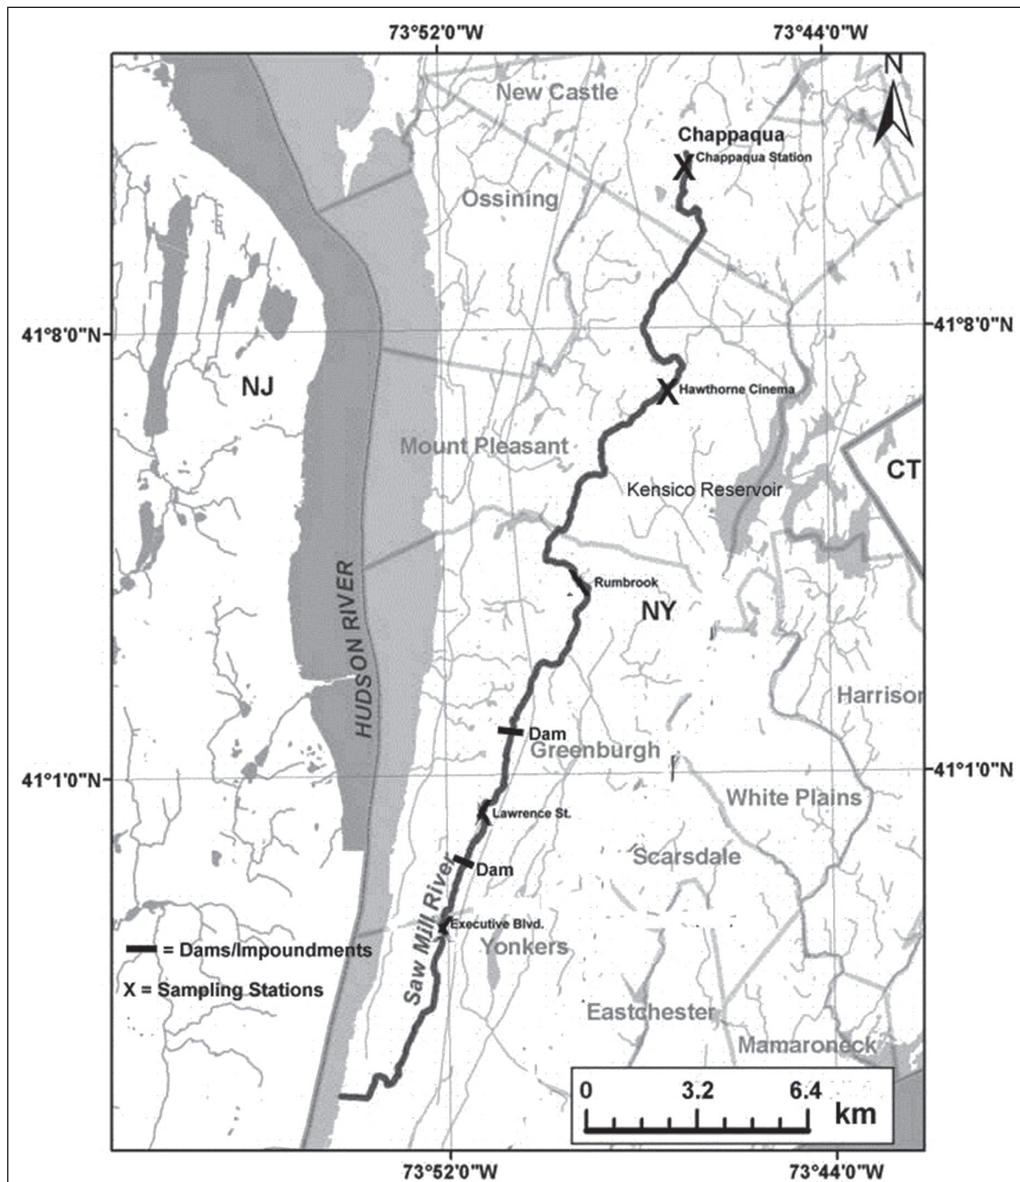 73°52'0"W
73°44'0"W
N
New Castle
Chappaqua
X Chappaqua Station
Ossining
41°8'0"N
41°8'0"N
NJ
X Hawthorne Cinema
Mount Pleasant
CT
Kensico Reservoir
HUDSON RIVER
Rumbrook
NY
Harrison
Dam
Greenburgh
41°1'0"N
41°1'0"N
White Plains
X Lawrence St.
Scarsdale
Dam
Saw Mill River
X Executive Blvd.
Yonkers
= Dams/Impoundments
X = Sampling Stations
Eastchester
Mamaroneck
0 3.2 6.4
km
73°52'0"W
73°44'0"W